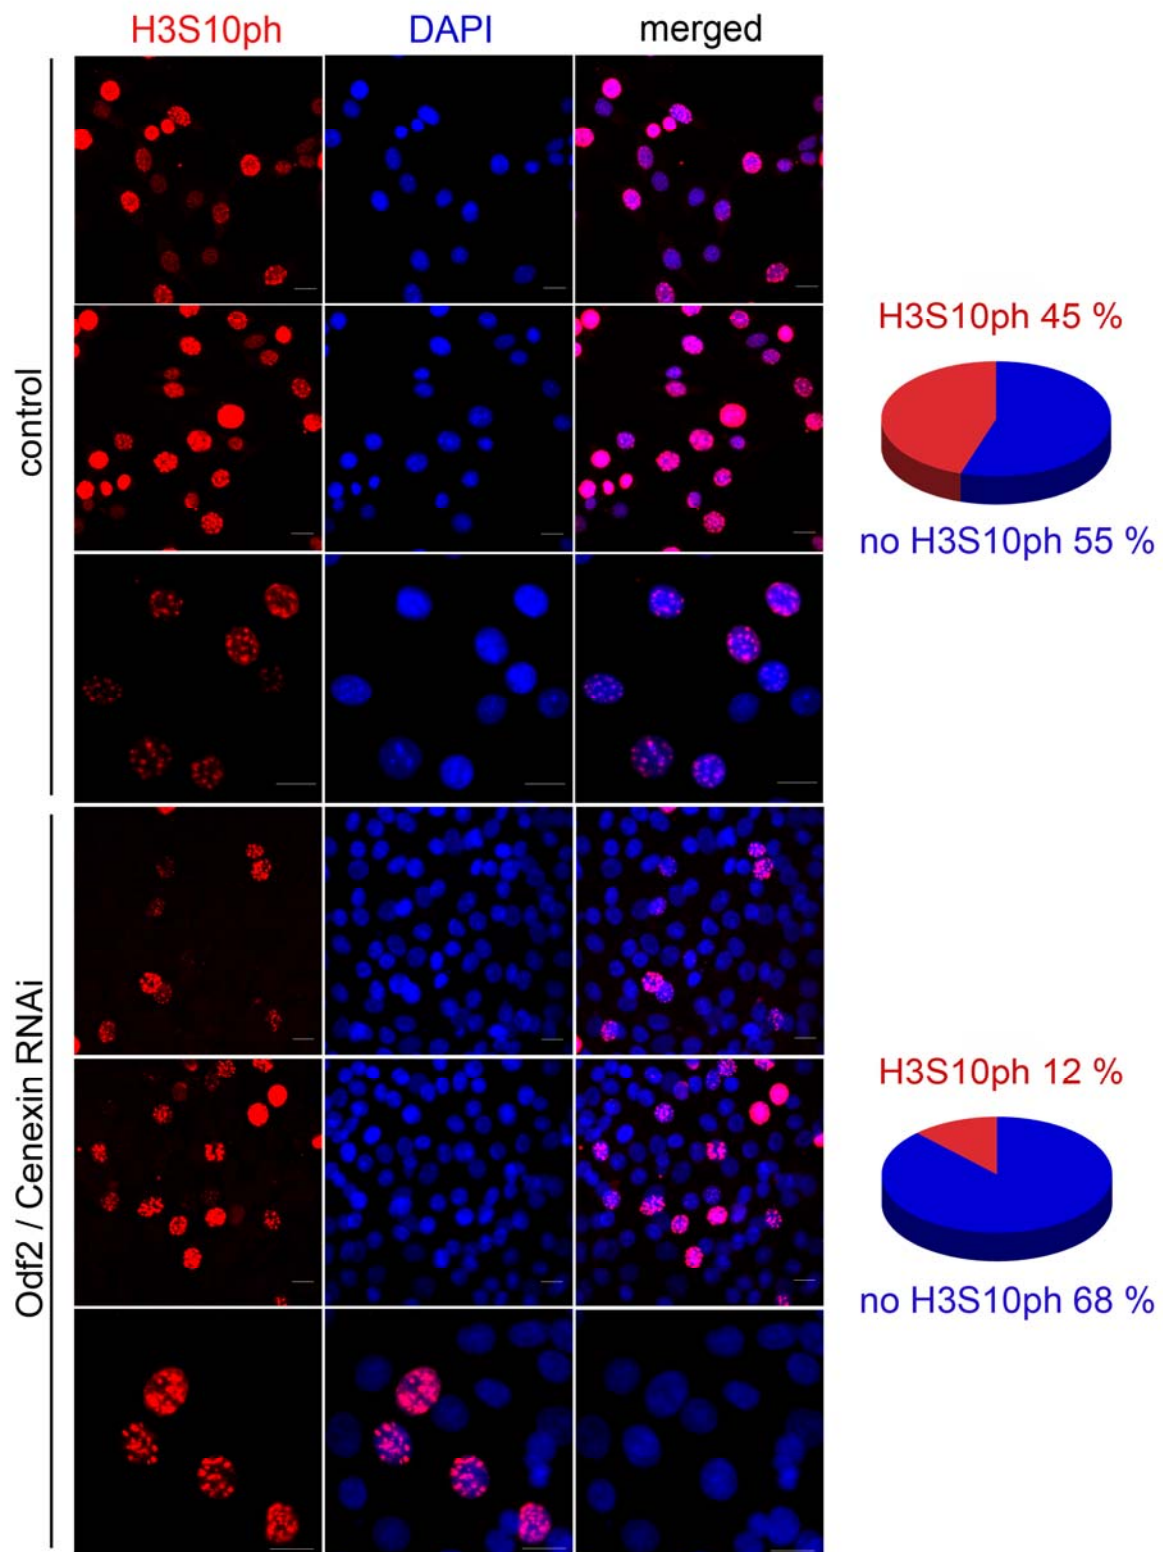 H3S10ph DAPI merged
control
H3S10ph 45 %
no H3S10ph 55 %
Odf2 / Cenexin RNAi
H3S10ph 12 %
no H3S10ph 68 %